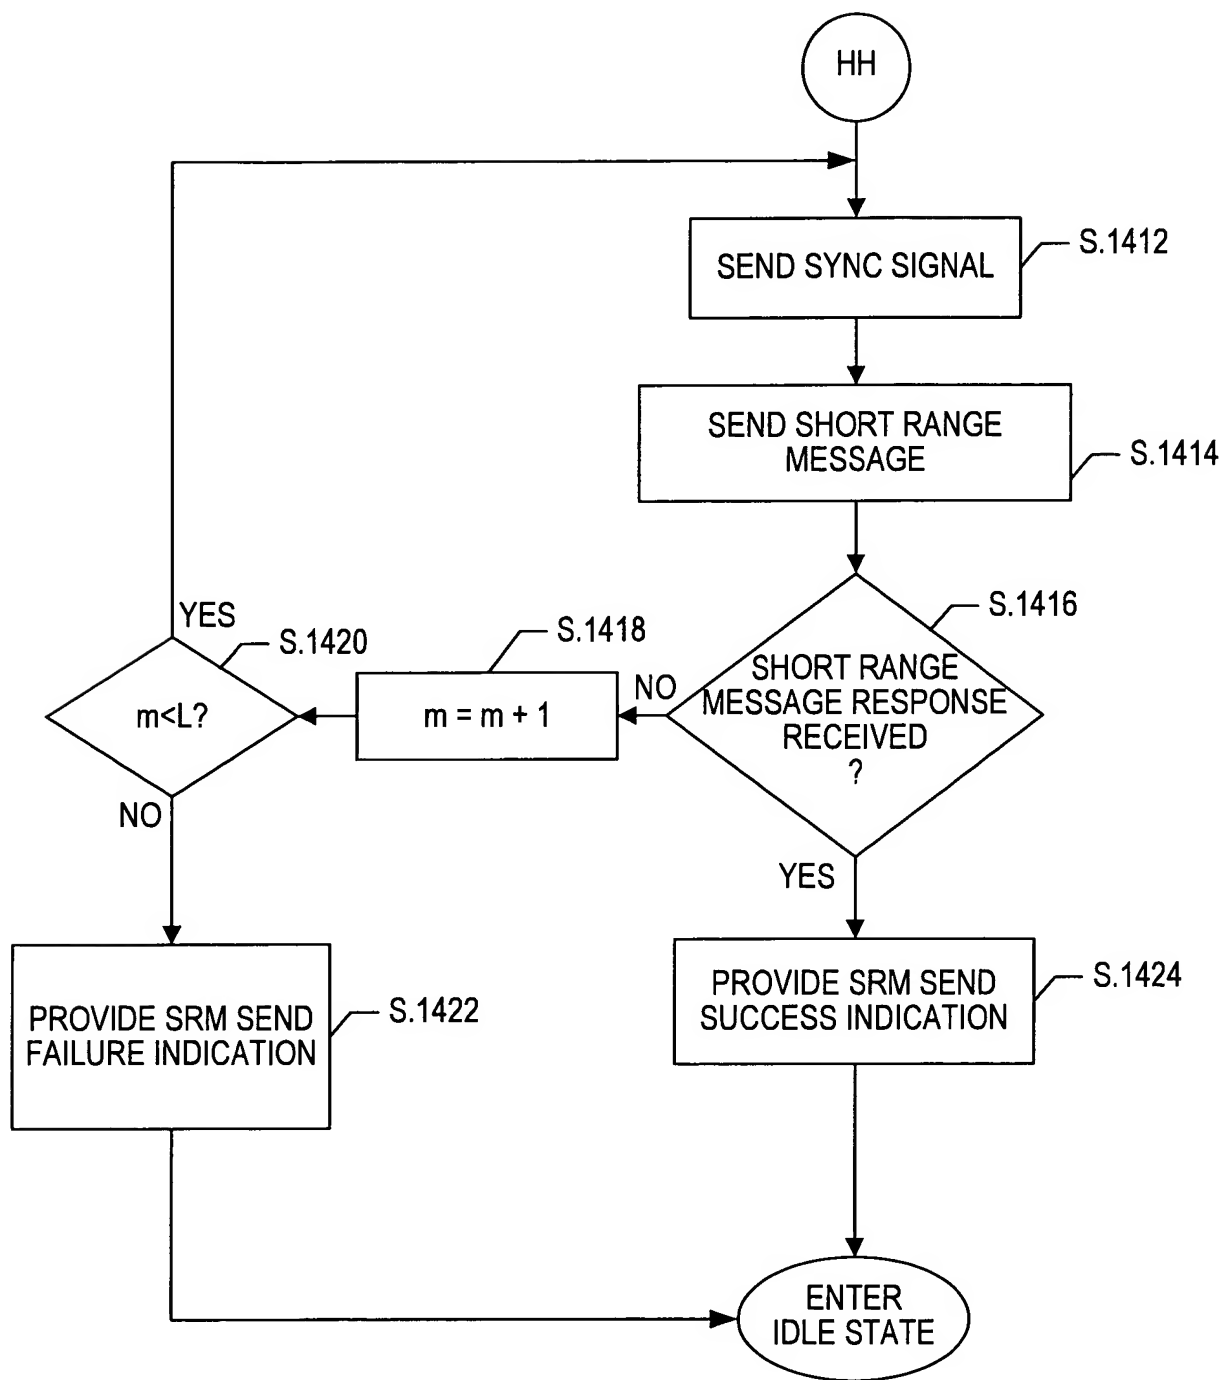 HH
SEND SYNC SIGNAL
S.1412
SEND SHORT RANGE
MESSAGE
S.1414
S.1416
SHORT RANGE
MESSAGE RESPONSE
RECEIVED
?
NO
YES
S.1418
m = m + 1
S.1420
m<L?
YES
NO
PROVIDE SRM SEND
FAILURE INDICATION
S.1422
PROVIDE SRM SEND
SUCCESS INDICATION
S.1424
ENTER
IDLE STATE